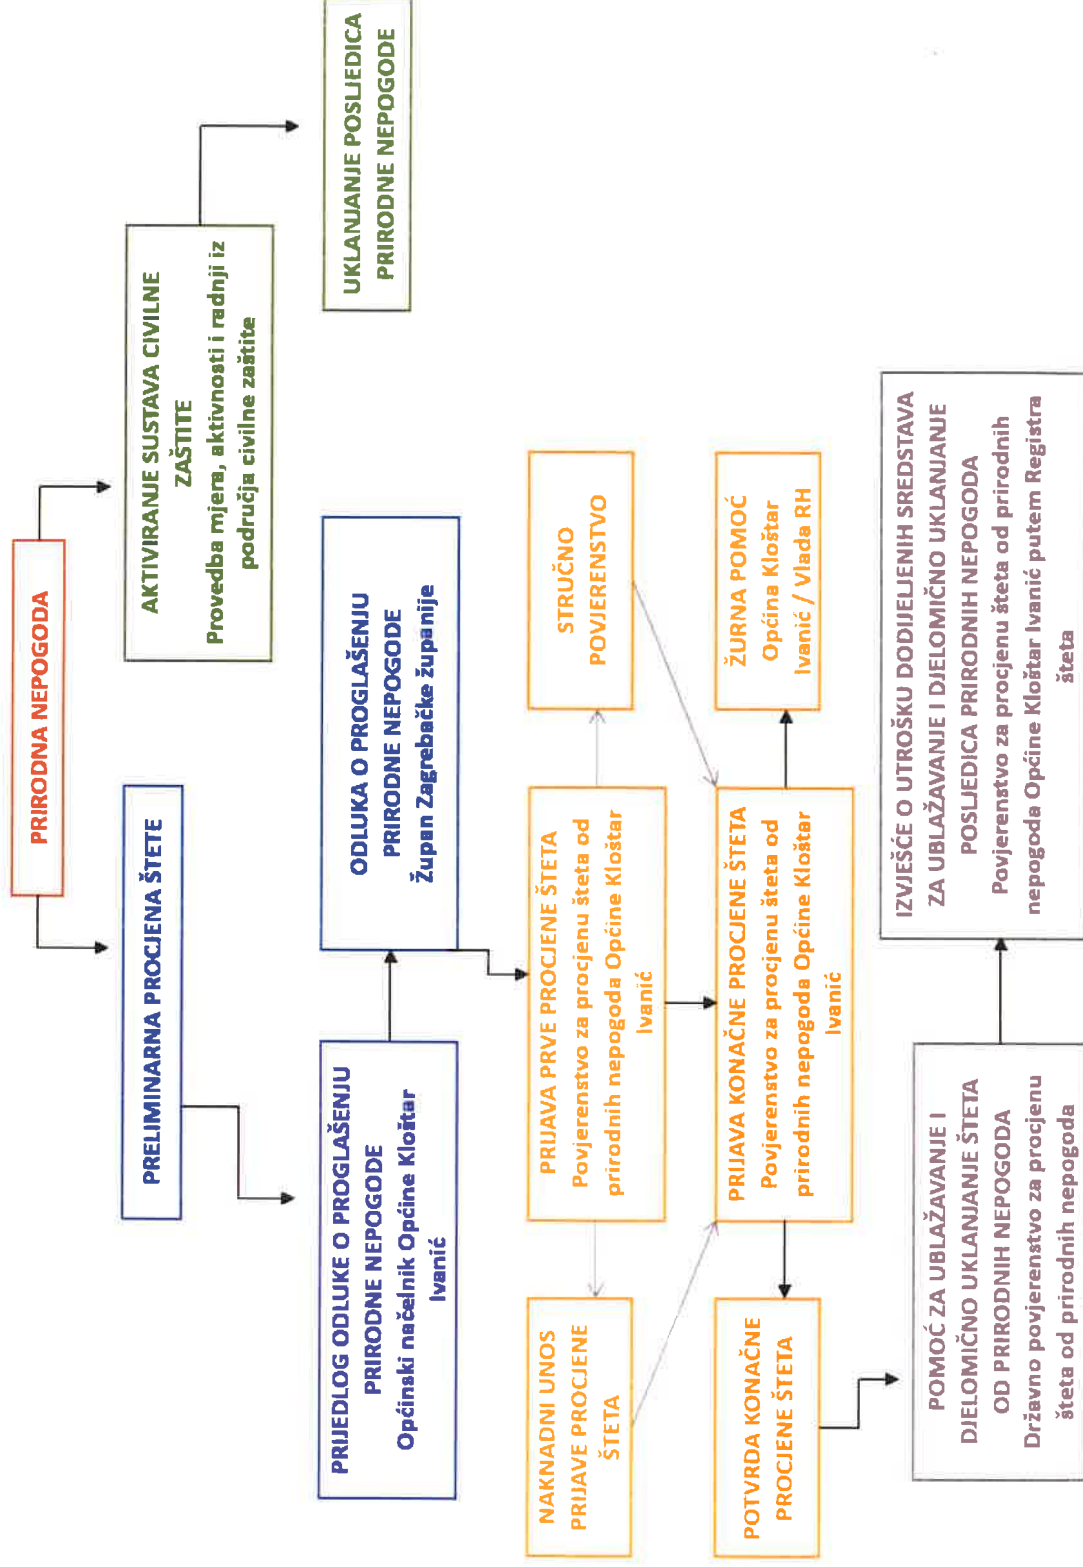 PRIRODNA NEPOGODA
PRELIMINARNA PROCJENA ŠTETE
AKTIVIRANJE SUSTAVA CIVILNE
ZAŠTITE
Provedba mjera, aktivnosti i radnji iz
područja civilne zaštite
PRIJEDLOG ODLUKE O PROGLAŠENJU
PRIRODNE NEPOGODE
Općinski načelnik Općine Kloštar
Ivanić
ODLUKA O PROGLAŠENJU
PRIRODNE NEPOGODE
Župan Zagrebačke županije
UKLANJANJE POSLJEDICA
PRIRODNE NEPOGODE
NAKNADNI UNOS
PRIJAVE PROCJENE
ŠTETA
PRIJAVA PRVE PROCJENE ŠTETA
Povjerenstvo za procjenu šteta od
prirodnih nepogoda Općine Kloštar
Ivanić
STRUČNO
POVJERENSTVO
POTVRDA KONAČNE
PROCJENE ŠTETA
PRIJAVA KONAČNE PROCJENE ŠTETA
Povjerenstvo za procjenu šteta od
prirodnih nepogoda Općine Kloštar
Ivanić
ŽURNA POMOĆ
Općina Kloštar
Ivanić / Vlada RH
POMOĆ ZA UBLAŽAVANJE I
DJELOMIČNO UKLANJANJE ŠTETA
OD PRIRODNIH NEPOGODA
Državno povjerenstvo za procjenu
šteta od prirodnih nepogoda
IZVJEŠĆE O UTROŠKU DODIJELJENIH SREDSTAVA
ZA UBLAŽAVANJE I DJELOMIČNO UKLANJANJE
POSLJEDICA PRIRODNIH NEPOGODA
Povjerenstvo za procjenu šteta od prirodnih
nepogoda Općine Kloštar Ivanić putem Registra
šteta